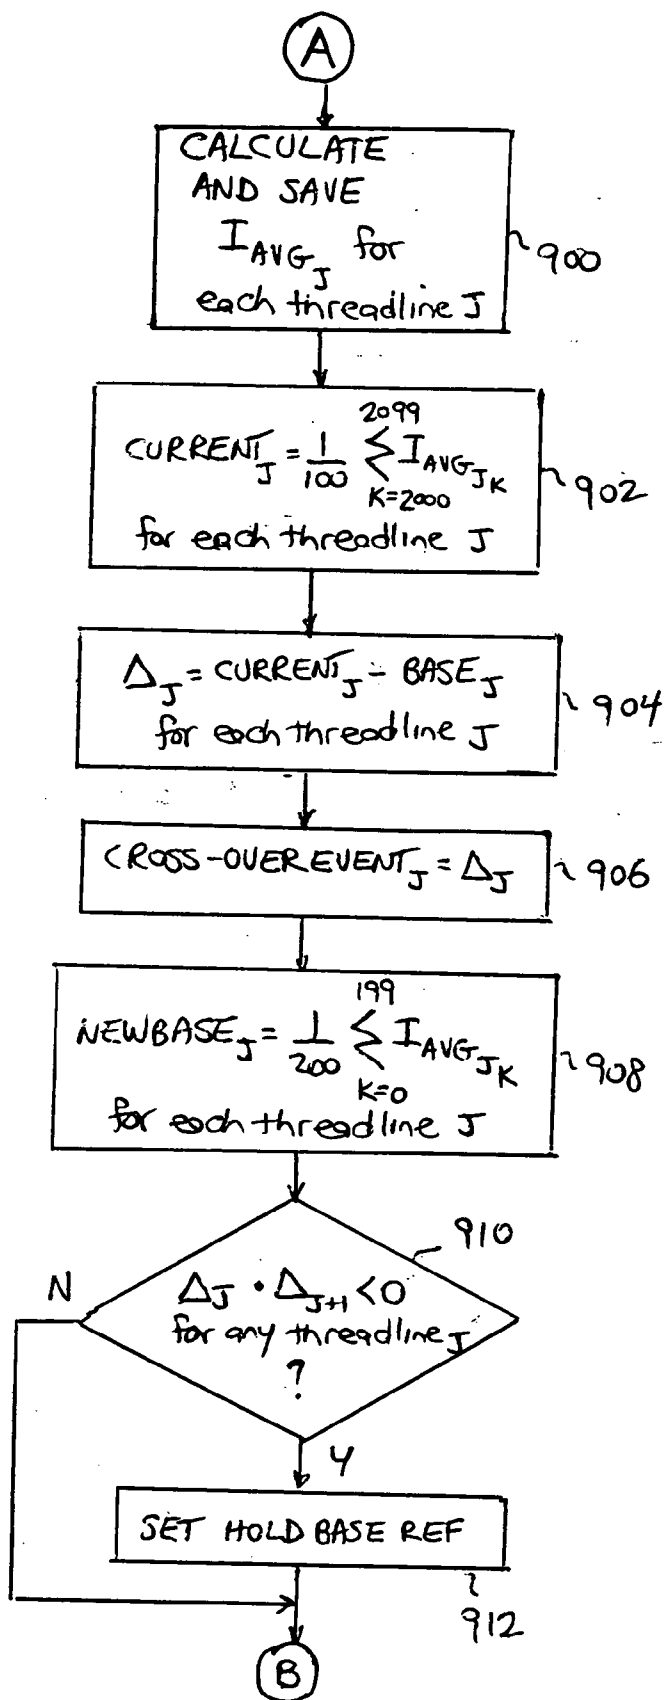 A
CALCULATE
AND SAVE
I_AVG_J for
each threadline J
900
CURRENT_J = 1/100 2099 Σ K=2000 I_AVG_JK
for each threadline J
902
Δ_J = CURRENT_J - BASE_J
for each threadline J
904
CROSS-OVER EVENT_J = Δ_J
906
NEWBASE_J = 1/200 199 Σ K=0 I_AVG_JK
for each threadline J
908
910
N
Δ_J · Δ_J+1 < 0
for any threadline J
?
Y
SET HOLD BASE REF
912
B